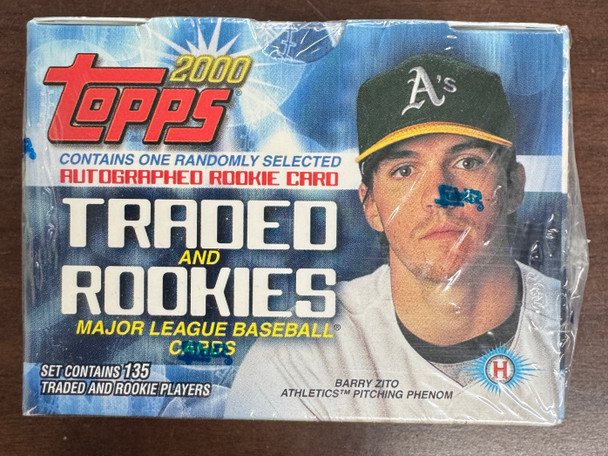 2000
Topps®
CONTAINS ONE RANDOMLY SELECTED
AUTOGRAPHED ROOKIE CARD
TRADED
AND
ROOKIES
MAJOR LEAGUE BASEBALL®
CARDS
SET CONTAINS 135
TRADED AND ROOKIE PLAYERS
A's
H
BARRY ZITO
ATHLETICS™ PITCHING PHENOM